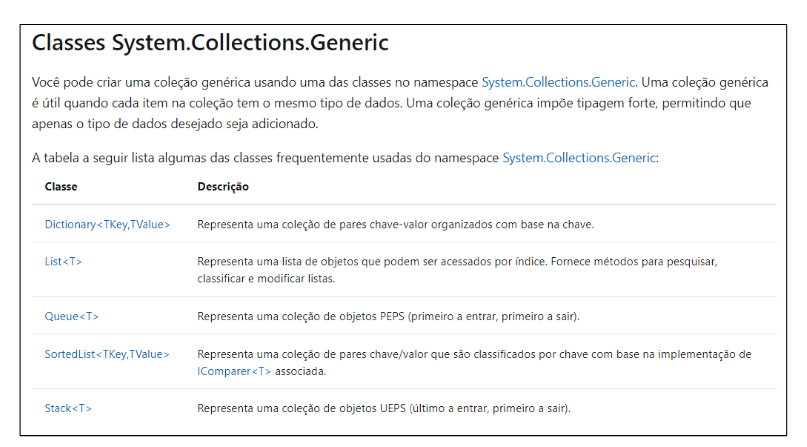 Classes System.Collections.Generic
Você pode criar uma coleção genérica usando uma das classes no namespace System.Collections.Generic. Uma coleção genérica
é útil quando cada item na coleção tem o mesmo tipo de dados. Uma coleção genérica impõe tipagem forte, permitindo que
apenas o tipo de dados desejado seja adicionado.
A tabela a seguir lista algumas das classes frequentemente usadas do namespace System.Collections.Generic:
Classe Descrição
Dictionary<TKey,TValue> Representa uma coleção de pares chave-valor organizados com base na chave.
List<T> Representa uma lista de objetos que podem ser acessados por índice. Fornece métodos para pesquisar,
classificar e modificar listas.
Queue<T> Representa uma coleção de objetos PEPS (primeiro a entrar, primeiro a sair).
SortedList<TKey,TValue> Representa uma coleção de pares chave/valor que são classificados por chave com base na implementação de
IComparer<T> associada.
Stack<T> Representa uma coleção de objetos UEPS (último a entrar, primeiro a sair).